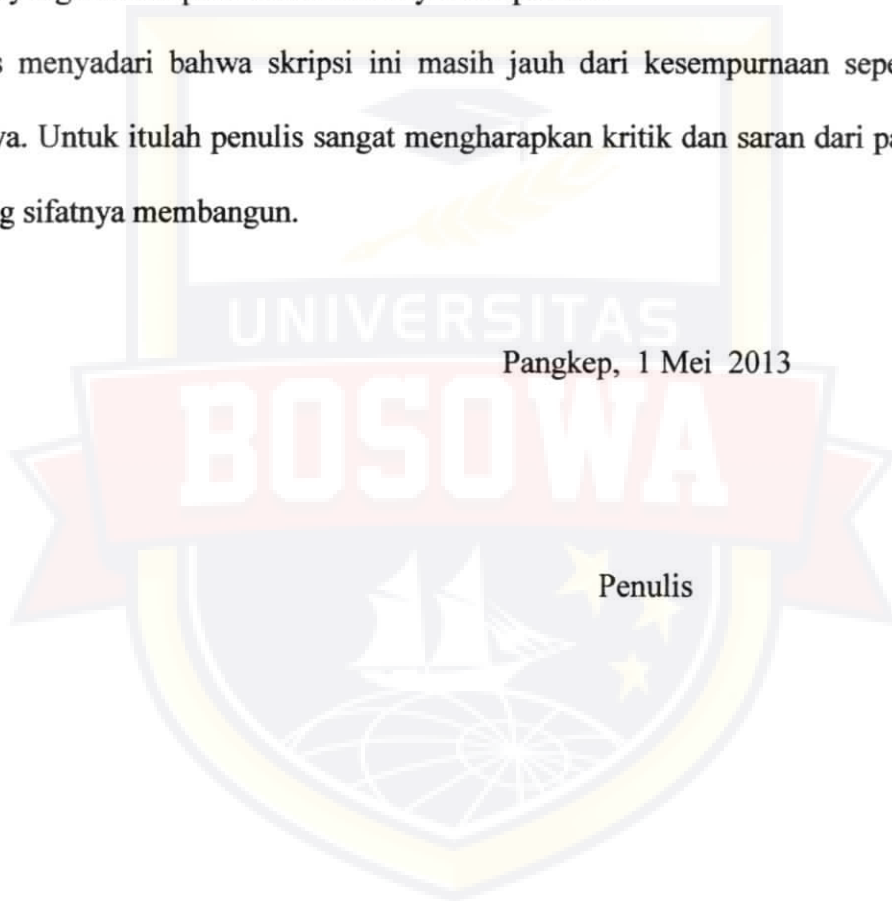 menyadari bahwa skripsi ini masih jauh dari kesempurnaan
Untuk itulah penulis sangat mengharapkan kritik dan saran dari
sifatnya membangun.
UNIVERSITAS
Pangkep, 1 Mei 2013
BOSOWA
Penulis